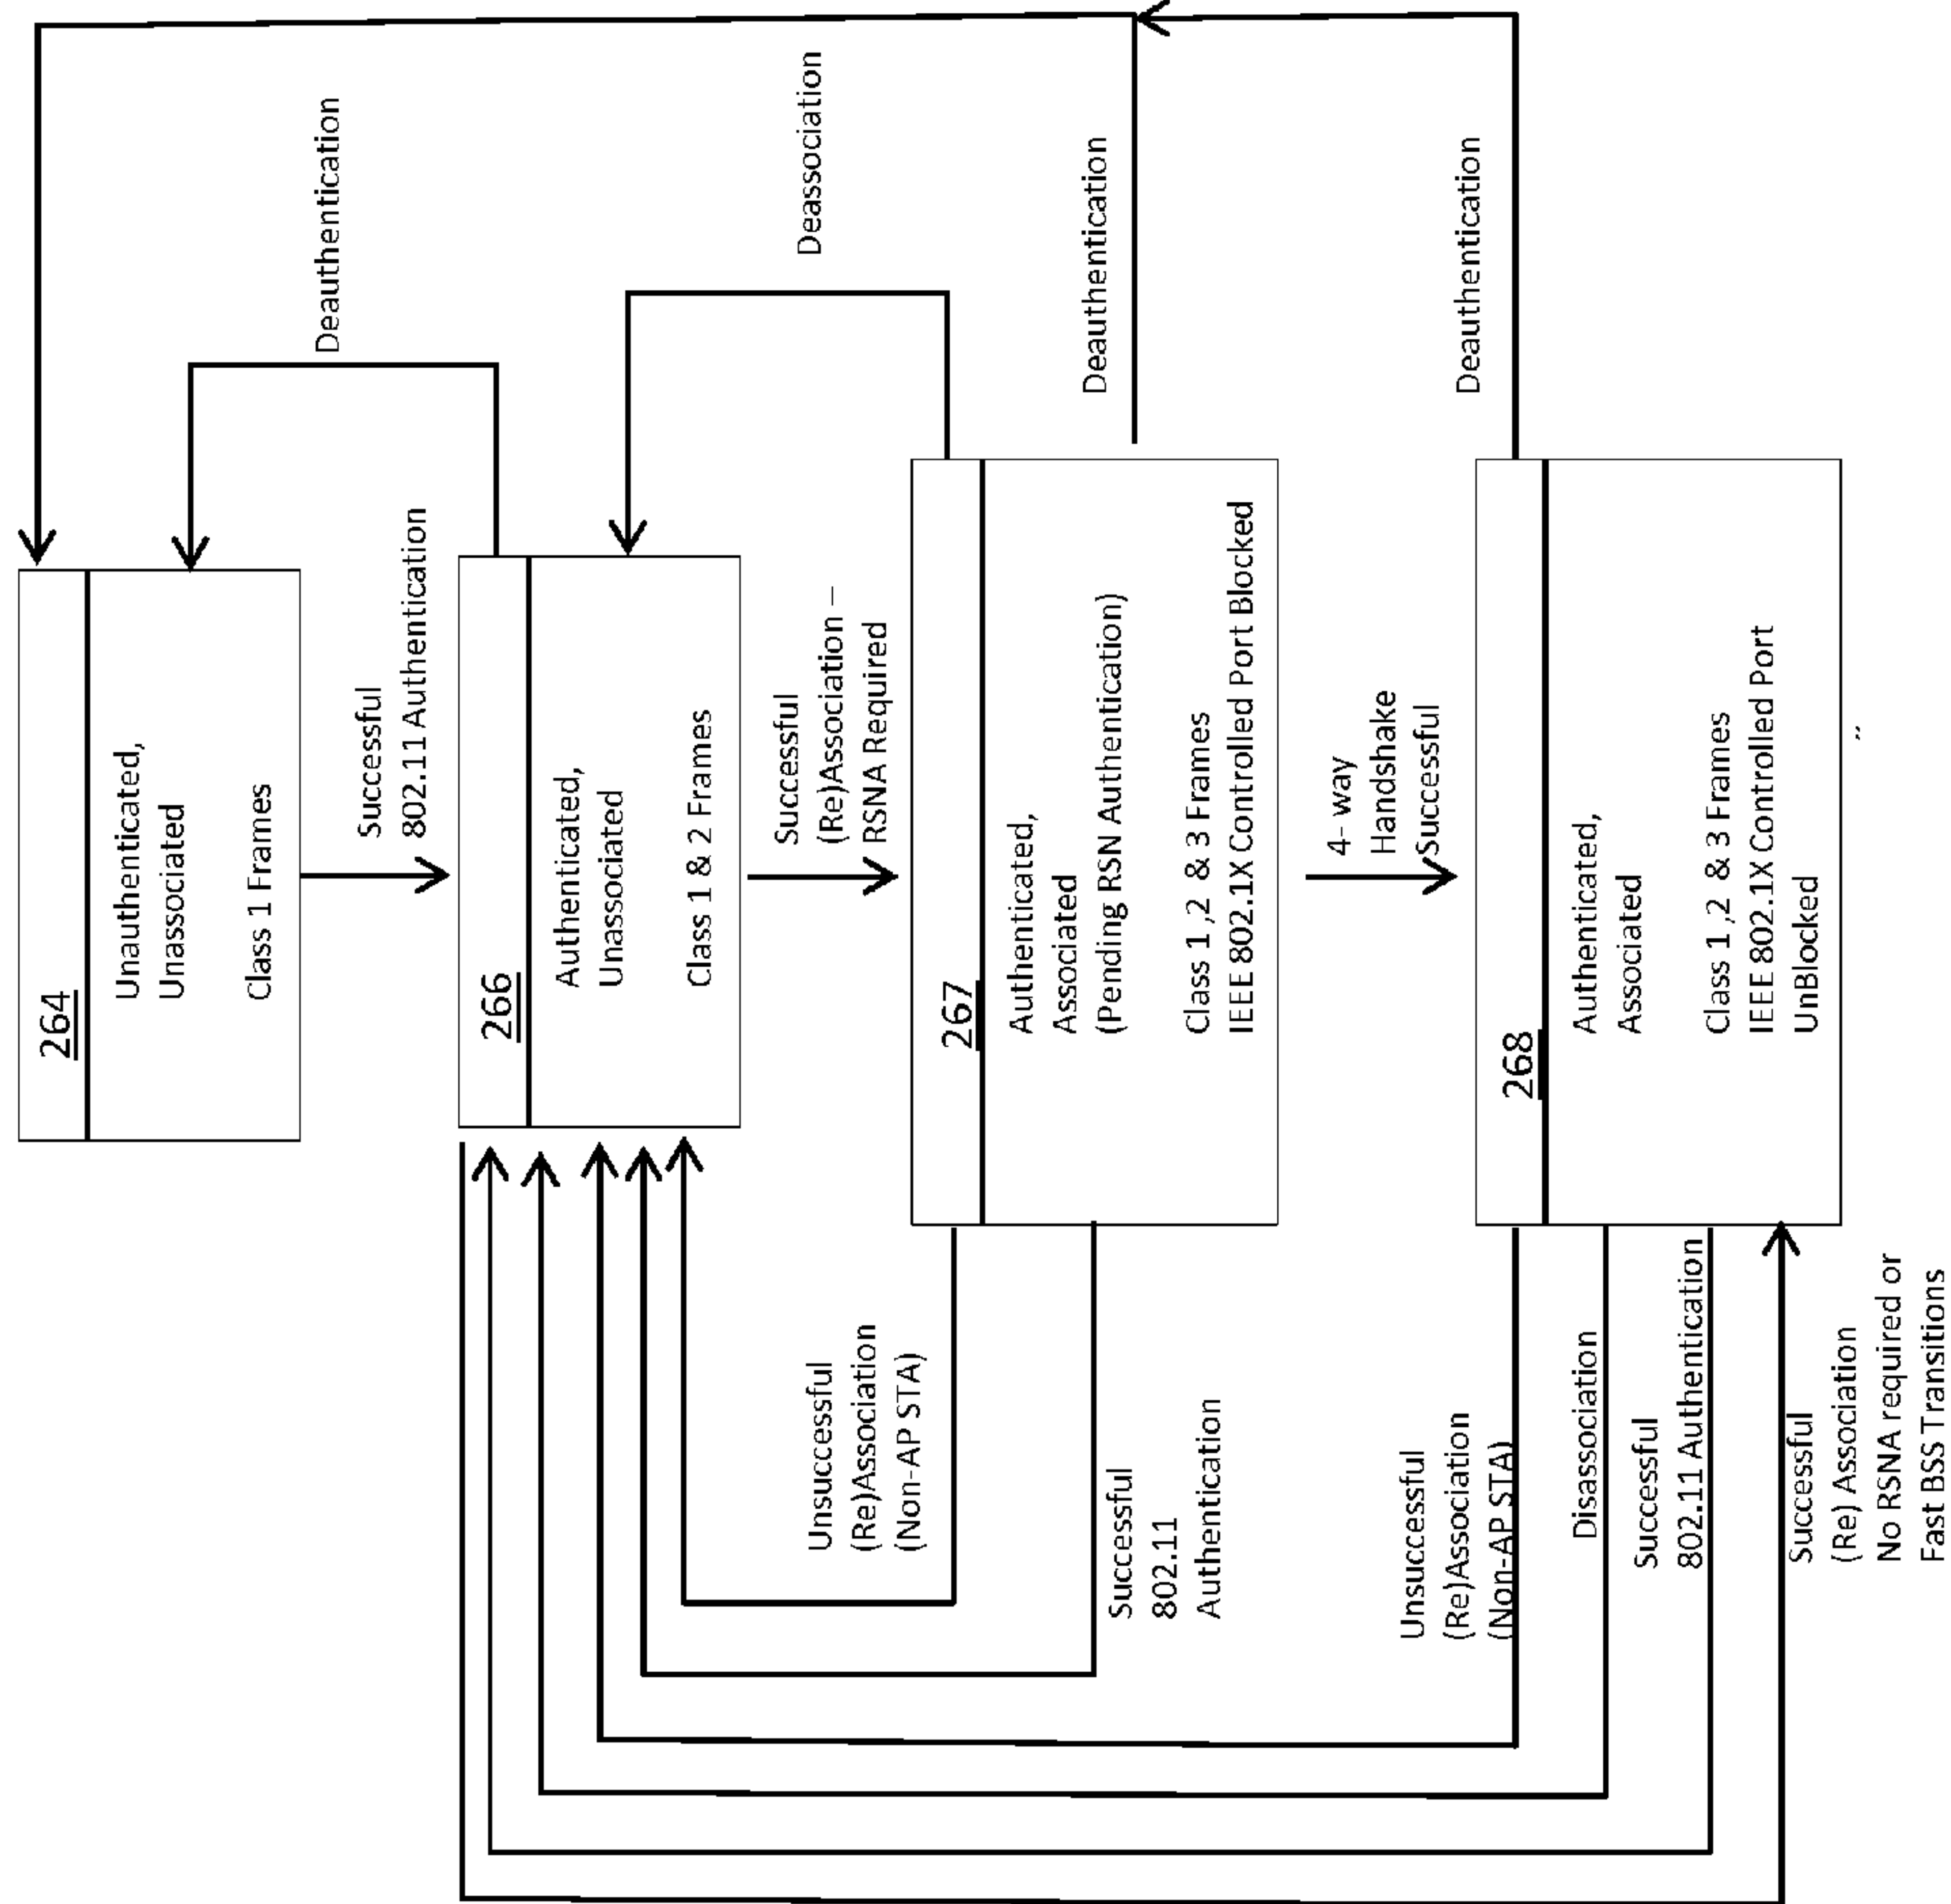 264
Unauthenticated,
Unassociated
Class 1 Frames
Deauthentication
Successful
802.11 Authentication
266
Authenticated,
Unassociated
Class 1 & 2 Frames
Deassociation
Successful
(Re)Association –
RSNA Required
267
Authenticated,
Associated
(Pending RSN Authentication)
Class 1 ,2 & 3 Frames
IEEE 802.1X Controlled Port Blocked
Deauthentication
Unsuccessful
(Re)Association
(Non-AP STA)
Successful
802.11
Authentication
4- way
Handshake
Successful
Deauthentication
268
Authenticated,
Associated
Class 1 ,2 & 3 Frames
IEEE 802.1X Controlled Port
UnBlocked
”
Unsuccessful
(Re)Association
(Non-AP STA)
Disassociation
Successful
802.11 Authentication
Successful
(Re) Association
No RSNA required or
Fast BSS Transitions